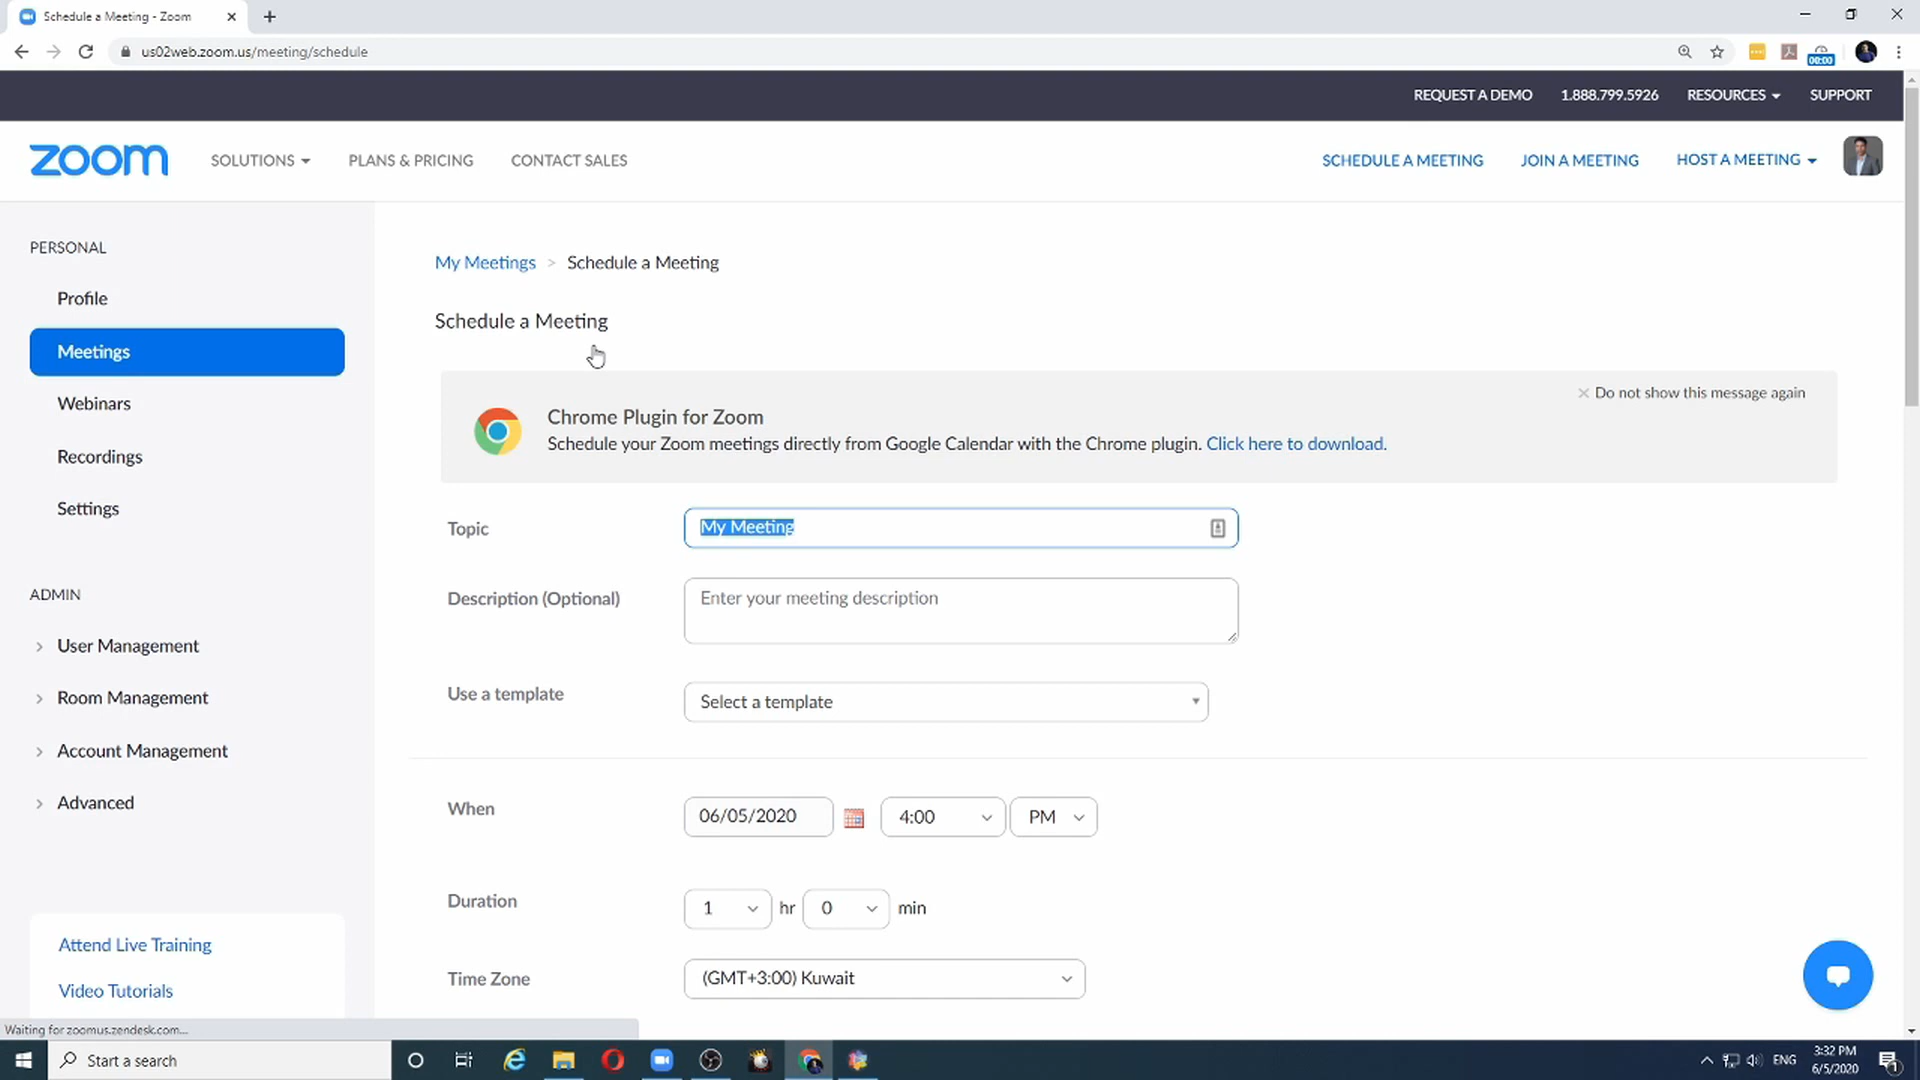 Schedule a Meeting - Zoom
us02web.zoom.us/meeting/schedule
00:00
REQUEST A DEMO 1.888.799.5926 RESOURCES SUPPORT
zoom SOLUTIONS PLANS & PRICING CONTACT SALES SCHEDULE A MEETING JOIN A MEETING HOST A MEETING
PERSONAL
Profile
Meetings
Webinars
Recordings
Settings
ADMIN
User Management
Room Management
Account Management
Advanced
Attend Live Training
Video Tutorials
My Meetings > Schedule a Meeting
Schedule a Meeting
Do not show this message again
Chrome Plugin for Zoom
Schedule your Zoom meetings directly from Google Calendar with the Chrome plugin. Click here to download.
Topic My Meeting
Description (Optional) Enter your meeting description
Use a template Select a template
When 06/05/2020 4:00 PM
Duration 1 hr 0 min
Time Zone (GMT+3:00) Kuwait
Waiting for zoomus.zendesk.com...
Start a search
ENG
3:32 PM
6/5/2020
1